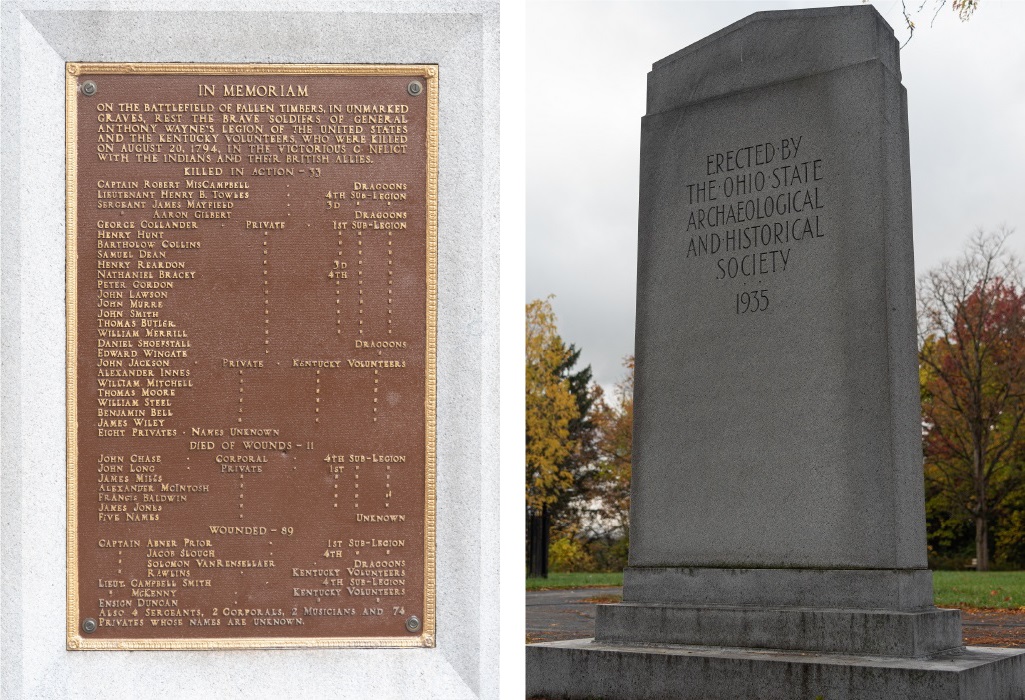 IN MEMORIAM
ON THE BATTLEFIELD OF FALLEN TIMBERS, IN UNMARKED
GRAVES, REST THE BRAVE SOLDIERS OF GENERAL
ANTHONY WAYNE'S LEGION OF THE UNITED STATES
AND THE KENTUCKY VOLUNTEERS, WHO WERE KILLED
ON AUGUST 20, 1794, IN THE VICTORIOUS C NFLICT
WITH THE INDIANS AND THEIR BRITISH ALLIES.
KILLED IN ACTION - 33
CAPTAIN ROBERT MISCAMPBELL · DRAGOONS
LIEUTENANT HENRY B. TOWLES · 4TH SUB-LEGION
SERGEANT JAMES MAYFIELD · 3D " "
" AARON GILBERT · DRAGOONS
GEORGE COLLANDER · PRIVATE · 1ST SUB-LEGION
HENRY HUNT " " " "
BARTHOLOW COLLINS " " " "
SAMUEL DEAN " " " "
HENRY REARDON " 3D " "
NATHANIEL BRACEY " 4TH " "
PETER GORDON " " " "
JOHN LAWSON " " " "
JOHN MURRE " " " "
JOHN SMITH " " " "
THOMAS BUTLER " " " "
WILLIAM MERRILL " " " "
DANIEL SHOEFSTALL " DRAGOONS
EDWARD WINGATE " "
JOHN JACKSON · PRIVATE · KENTUCKY VOLUNTEERS
ALEXANDER INNES " " "
WILLIAM MITCHELL " " "
THOMAS MOORE " " "
WILLIAM STEEL " " "
BENJAMIN BELL " " "
JAMES WILEY " " "
EIGHT PRIVATES · NAMES UNKNOWN
DIED OF WOUNDS - 11
JOHN CHASE · CORPORAL · 4TH SUB-LEGION
JOHN LONG · PRIVATE · 1ST " "
JAMES MILLS " " " "
ALEXANDER MCINTOSH " " " "
FRANCIS BALDWIN " " " "
JAMES JONES " " " "
FIVE NAMES UNKNOWN
WOUNDED - 89
CAPTAIN ABNER PRIOR · 1ST SUB-LEGION
" JACOB SLOUGH · 4TH " "
" SOLOMON VANRENSELLAER · DRAGOONS
" RAWLINS · KENTUCKY VOLUNTEERS
LIEUT. CAMPBELL SMITH · 4TH SUB-LEGION
" MCKENNY · KENTUCKY VOLUNTEERS
ENSIGN DUNCAN · " "
ALSO 4 SERGEANTS, 2 CORPORALS, 2 MUSICIANS AND 74
PRIVATES WHOSE NAMES ARE UNKNOWN.
ERECTED·BY
THE·OHIO·STATE
ARCHAEOLOGICAL
AND·HISTORICAL
SOCIETY
1935